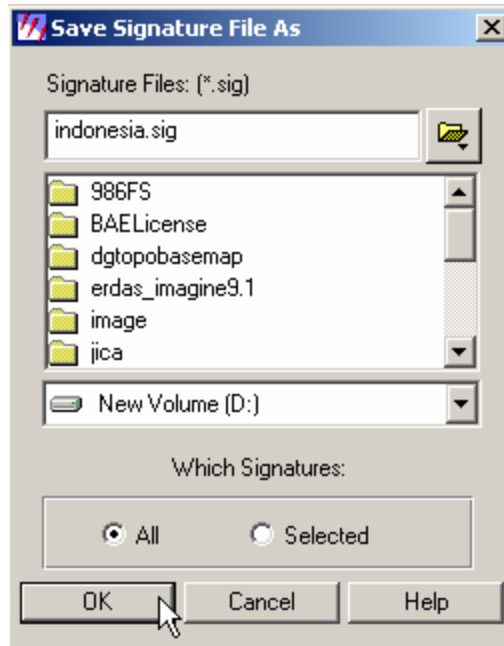 Save Signature File As
Signature Files: (*.sig)
indonesia.sig
986FS
BAELicense
dgtopobasemap
erdas_imagine9.1
image
jica
New Volume (D:)
Which Signatures:
All Selected
OK Cancel Help